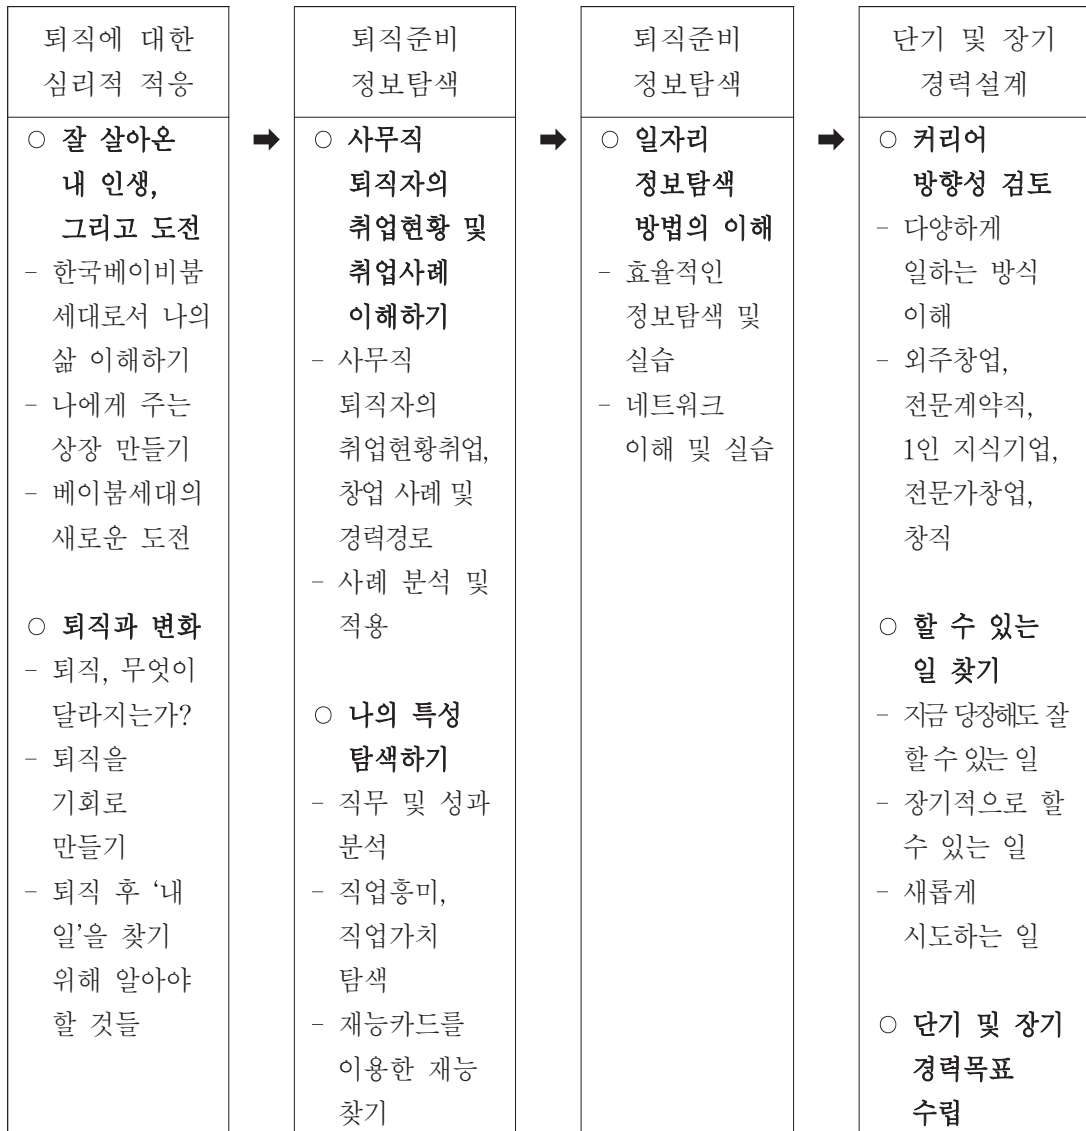 퇴직에 대한
심리적 적응
○ 잘 살아온
내 인생,
그리고 도전
- 한국베이비붐
세대로서 나의
삶 이해하기
- 나에게 주는
상장 만들기
- 베이붐세대의
새로운 도전
○ 퇴직과 변화
- 퇴직, 무엇이
달라지는가?
- 퇴직을
기회로
만들기
- 퇴직 후 ‘내
일’을 찾기
위해 알아야
할 것들
➡
퇴직준비
정보탐색
○ 사무직
퇴직자의
취업현황 및
취업사례
이해하기
- 사무직
퇴직자의
취업현황취업,
창업 사례 및
경력경로
- 사례 분석 및
적용
○ 나의 특성
탐색하기
- 직무 및 성과
분석
- 직업흥미,
직업가치
탐색
- 재능카드를
이용한 재능
찾기
➡
퇴직준비
정보탐색
○ 일자리
정보탐색
방법의 이해
- 효율적인
정보탐색 및
실습
- 네트워크
이해 및 실습
➡
단기 및 장기
경력설계
○ 커리어
방향성 검토
- 다양하게
일하는 방식
이해
- 외주창업,
전문계약직,
1인 지식기업,
전문가창업,
창직
○ 할 수 있는
일 찾기
- 지금 당장해도 잘
할 수 있는 일
- 장기적으로 할
수 있는 일
- 새롭게
시도하는 일
○ 단기 및 장기
경력목표
수립